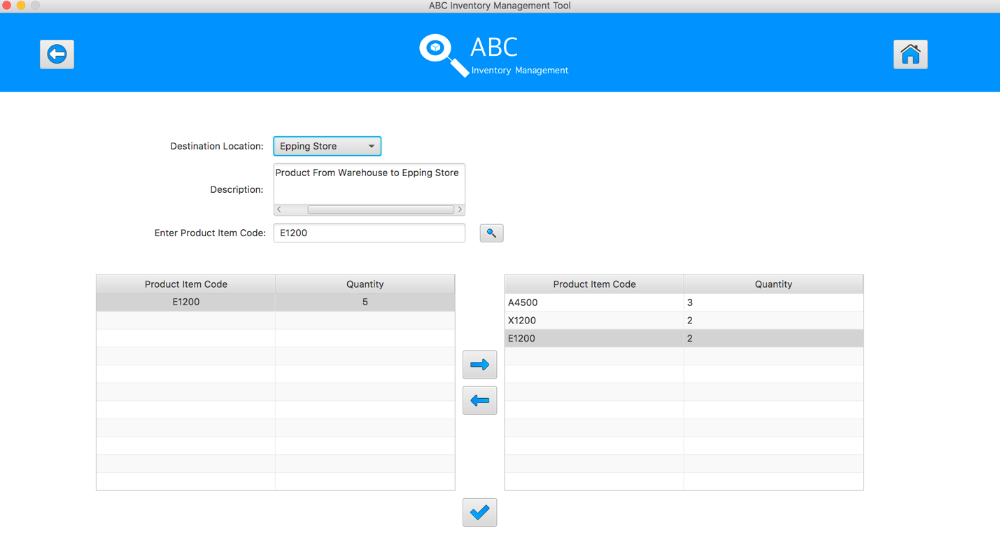 ABC Inventory Management Tool
ABC
Inventory Management
Destination Location: Epping Store
Description: Product From Warehouse to Epping Store
Enter Product Item Code: E1200
Product Item Code Quantity Product Item Code Quantity
E1200 5 A4500 3
X1200 2
E1200 2